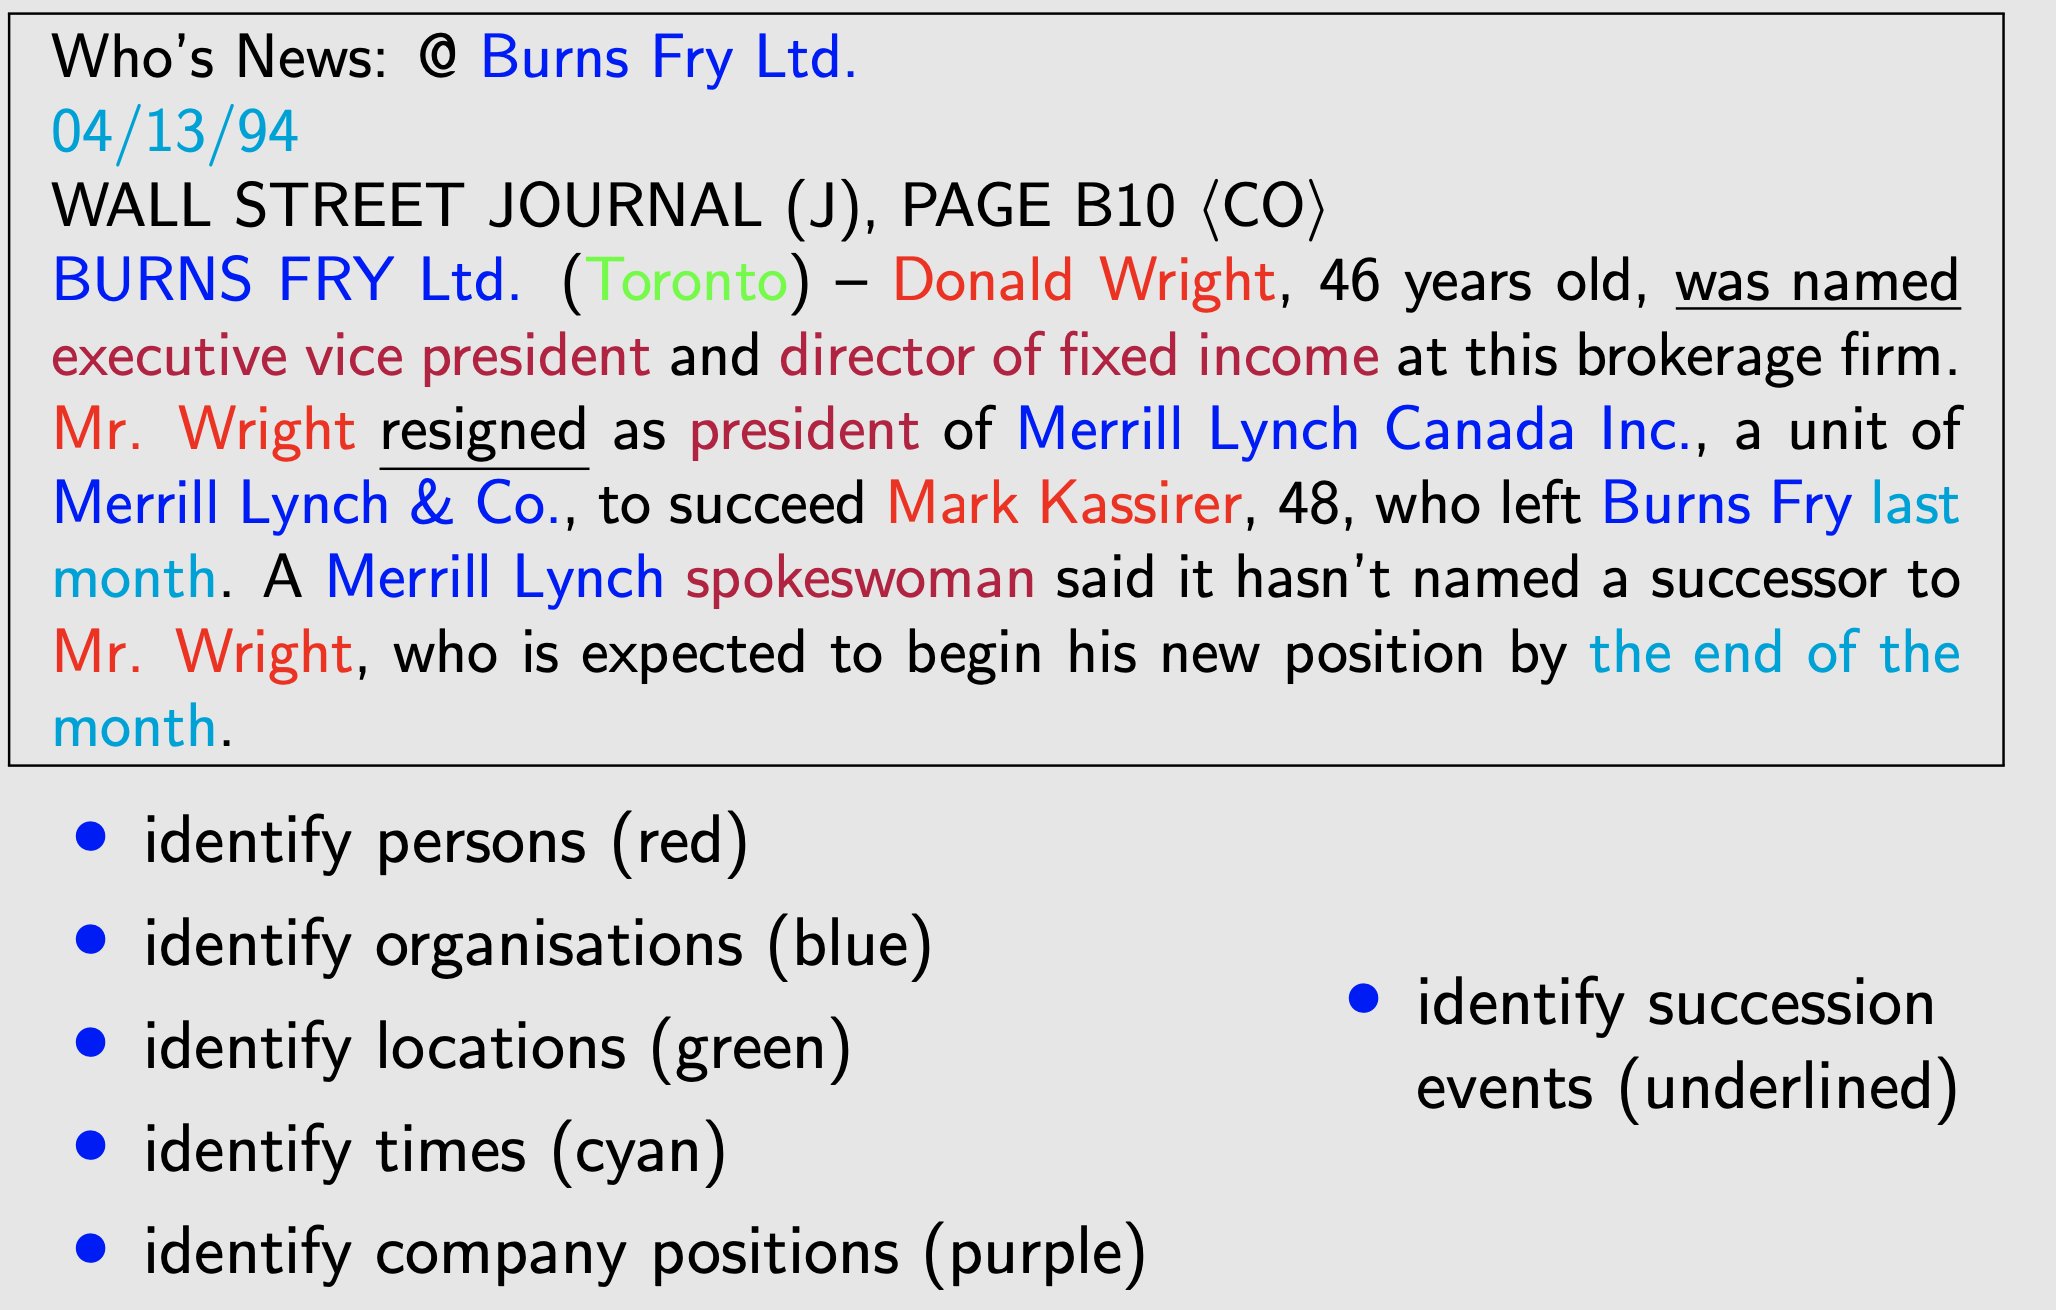 Who's News: @ Burns Fry Ltd.
04/13/94
WALL STREET JOURNAL (J), PAGE B10 ⟨CO⟩
BURNS FRY Ltd. (Toronto) – Donald Wright, 46 years old, was named
executive vice president and director of fixed income at this brokerage firm.
Mr. Wright resigned as president of Merrill Lynch Canada Inc., a unit of
Merrill Lynch & Co., to succeed Mark Kassirer, 48, who left Burns Fry last
month. A Merrill Lynch spokeswoman said it hasn't named a successor to
Mr. Wright, who is expected to begin his new position by the end of the
month.
• identify persons (red)
• identify organisations (blue)
• identify locations (green)
• identify times (cyan)
• identify company positions (purple)
• identify succession
events (underlined)